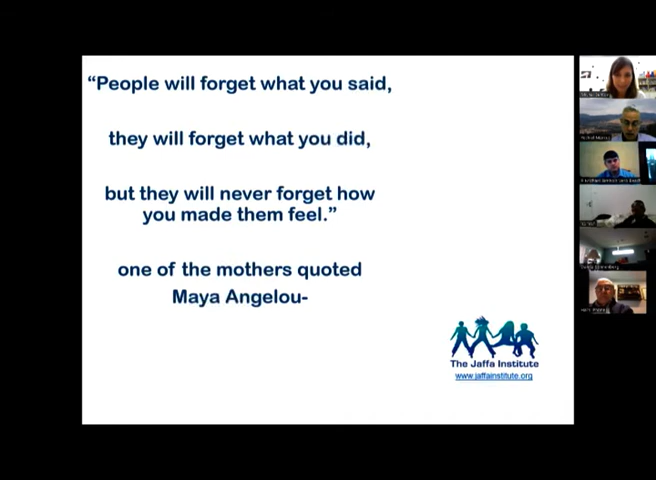 “People will forget what you said,
they will forget what you did,
but they will never forget how
you made them feel.”
one of the mothers quoted
Maya Angelou-
The Jaffa Institute
www.jaffainstitute.org